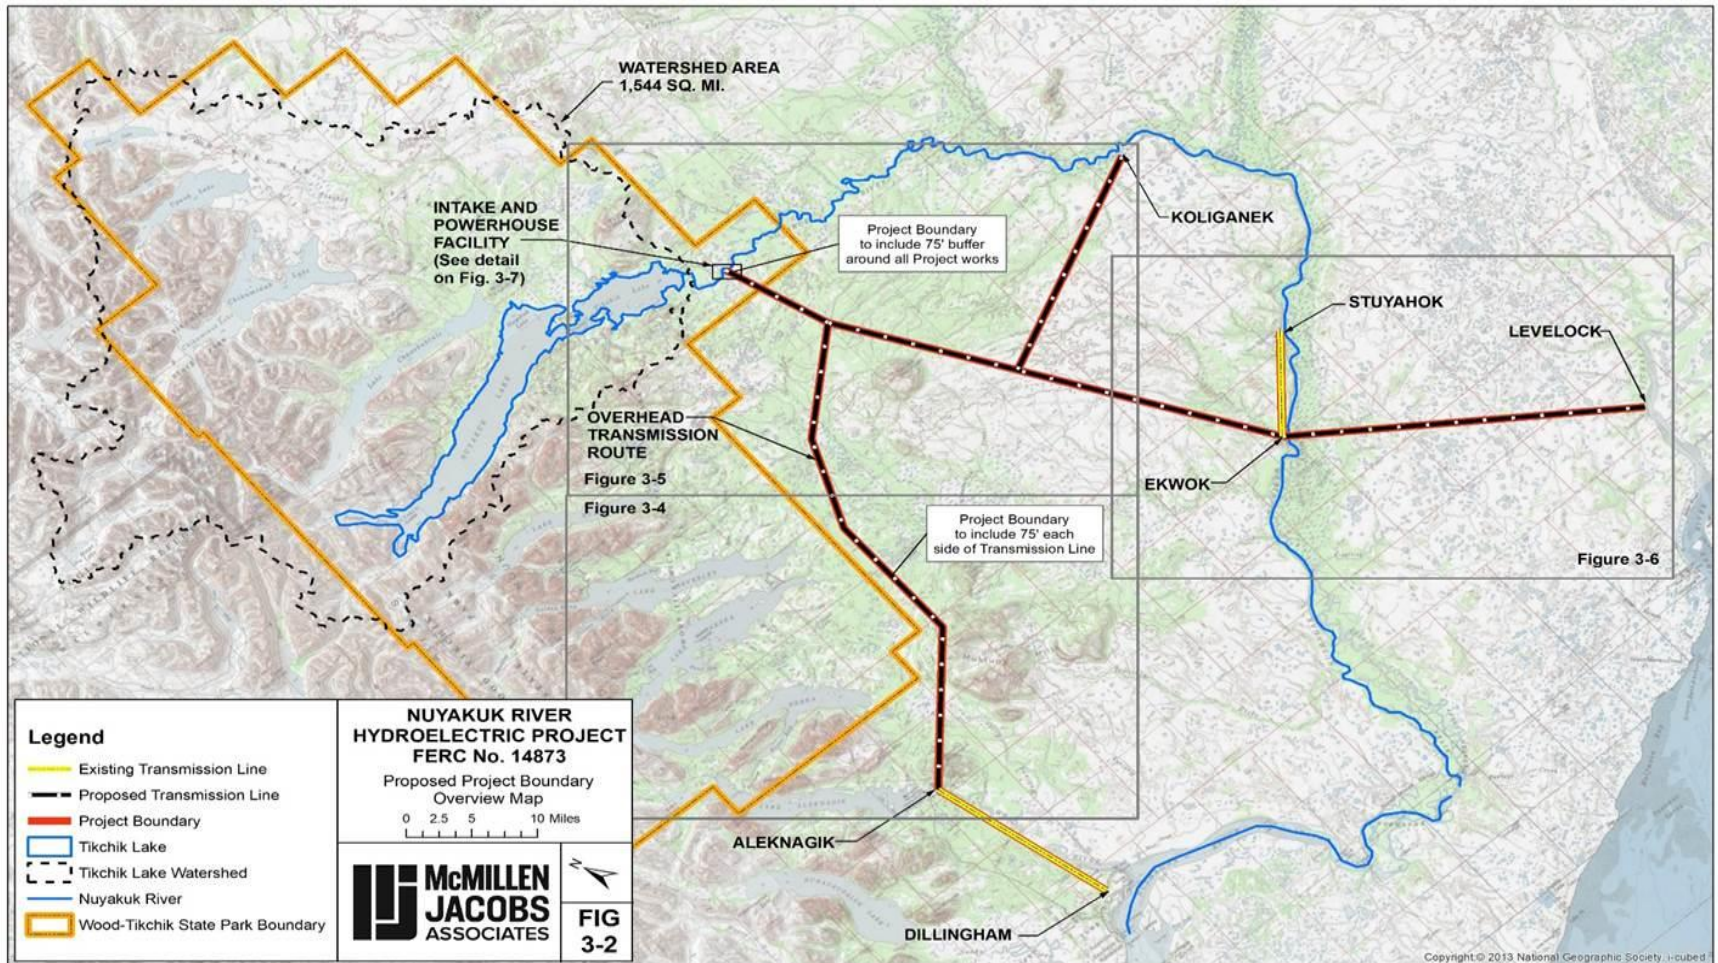 WATERSHED AREA
1,544 SQ. MI.
INTAKE AND
POWERHOUSE
FACILITY
(See detail
on Fig. 3-7)
Project Boundary
to include 75' buffer
around all Project works
KOLIGANEK
STUYAHOK
LEVELOCK
OVERHEAD
TRANSMISSION
ROUTE
Figure 3-5
Figure 3-4
EKWOK
Project Boundary
to include 75' each
side of Transmission Line
Figure 3-6
ALEKNAGIK
DILLINGHAM
Legend
Existing Transmission Line
Proposed Transmission Line
Project Boundary
Tikchik Lake
Tikchik Lake Watershed
Nuyakuk River
Wood-Tikchik State Park Boundary
NUYAKUK RIVER
HYDROELECTRIC PROJECT
FERC No. 14873
Proposed Project Boundary
Overview Map
0 2.5 5 10 Miles
McMILLEN
JACOBS
ASSOCIATES
N
FIG
3-2
Copyright:© 2013 National Geographic Society, i-cubed